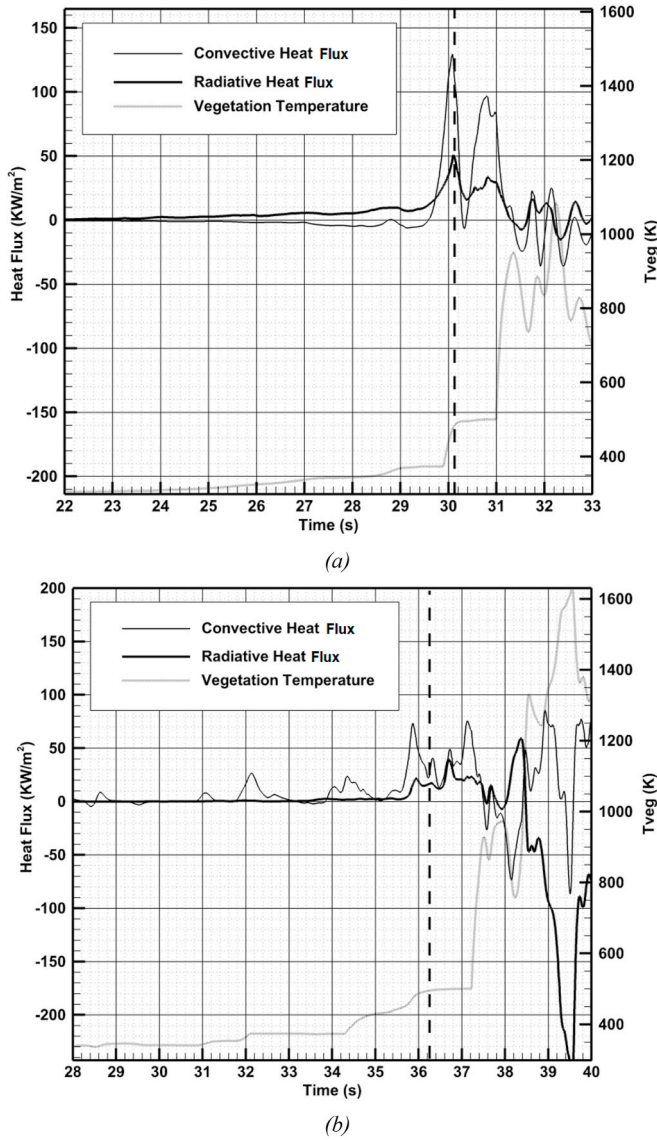 Convective Heat Flux
Radiative Heat Flux
Vegetation Temperature
Heat Flux (KW/m²)
150
100
50
0
-50
-100
-150
-200
Tveg (K)
1600
1400
1200
1000
800
600
400
22 23 24 25 26 27 28 29 30 31 32 33
Time (s)
(a)
Convective Heat Flux
Radiative Heat Flux
Vegetation Temperature
Heat Flux (KW/m²)
200
150
100
50
0
-50
-100
-150
-200
Tveg (K)
1600
1400
1200
1000
800
600
400
28 29 30 31 32 33 34 35 36 37 38 39 40
Time (s)
(b)